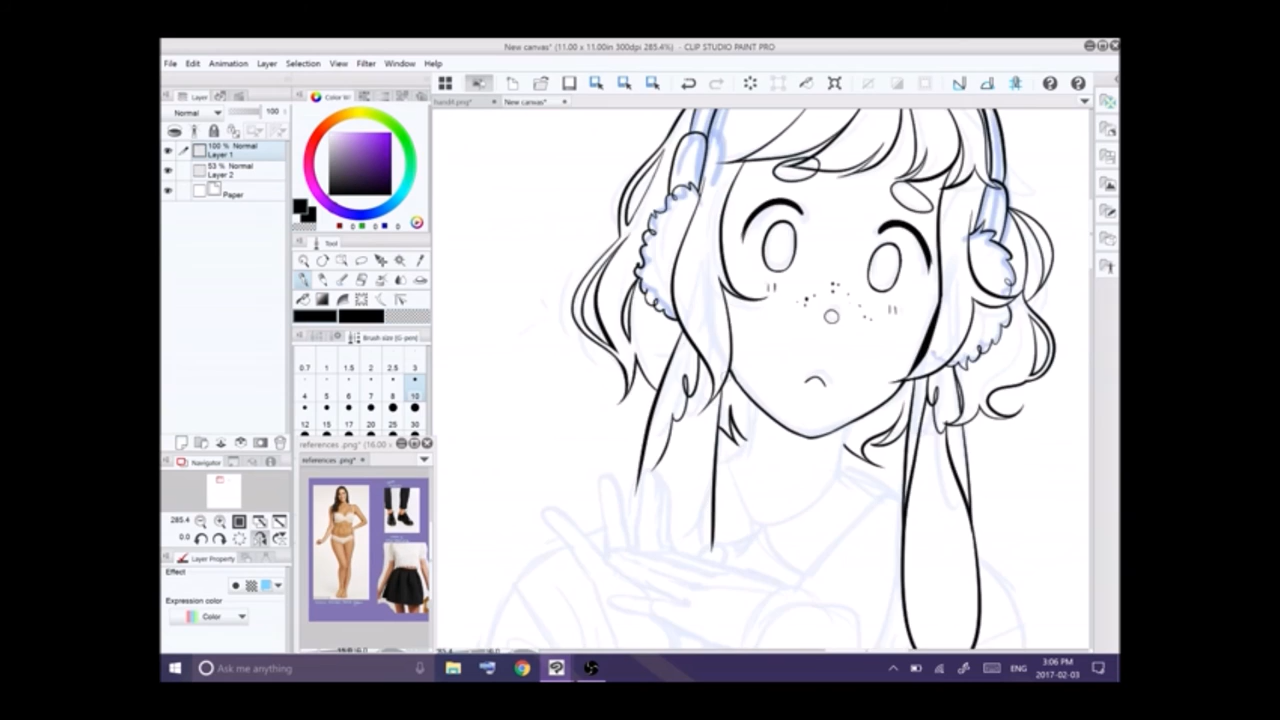 New canvas* (11.00 x 11.00in 300dpi 285.4%) - CLIP STUDIO PAINT PRO
File Edit Animation Layer Selection View Filter Window Help
Layer
Color W
New canvas*
Normal 100
100 % Normal
Layer 1
53 % Normal
Layer 2
Paper
0 0 0
Tool
Brush size [G-pen]
0.7 1 1.5 2 2.5 3
4 5 6 7 8 10
12 15 17 20 25 30
references .png* (16.00 x
references .png*
Navigator
285.4
0.0
Layer Property
Effect
Expression color
Color
Ask me anything
ENG
3:06 PM
2017-02-03